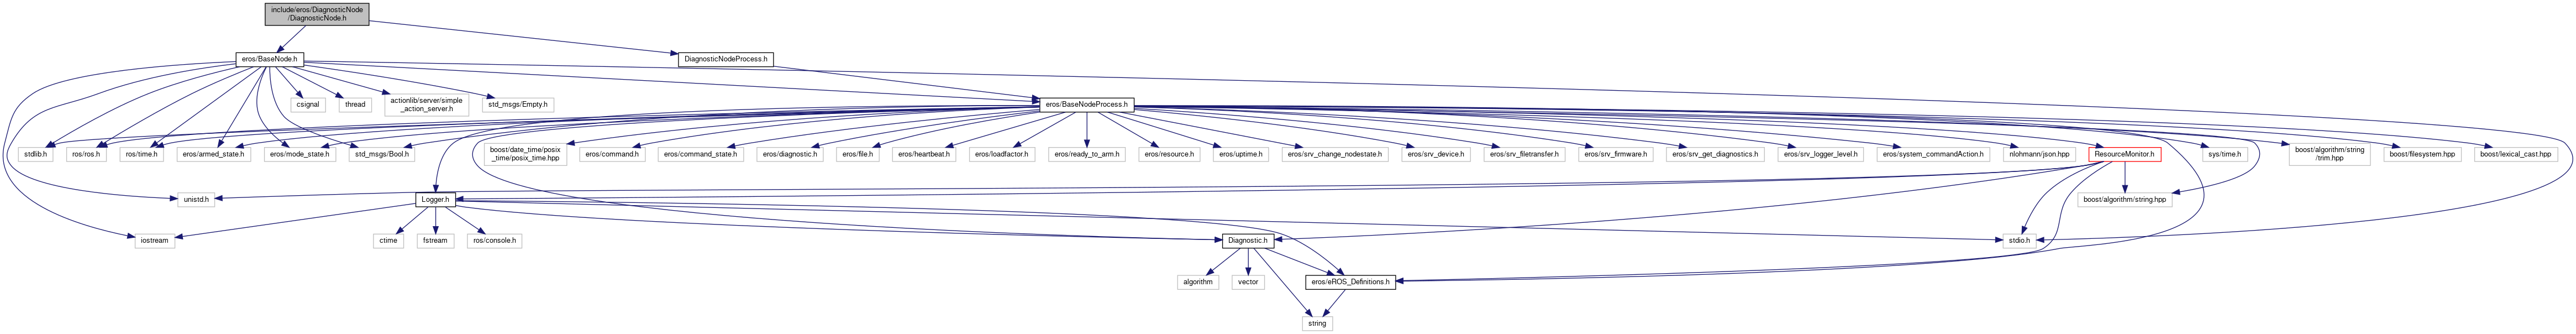 include/eros/DiagnosticNode
/DiagnosticNode.h
eros/BaseNode.h
DiagnosticNodeProcess.h
csignal
thread
actionlib/server/simple
_action_server.h
std_msgs/Empty.h
eros/BaseNodeProcess.h
stdlib.h
ros/ros.h
ros/time.h
eros/armed_state.h
eros/mode_state.h
std_msgs/Bool.h
boost/date_time/posix
_time/posix_time.hpp
eros/command.h
eros/command_state.h
eros/diagnostic.h
eros/file.h
eros/heartbeat.h
eros/loadfactor.h
eros/ready_to_arm.h
eros/resource.h
eros/uptime.h
eros/srv_change_nodestate.h
eros/srv_device.h
eros/srv_filetransfer.h
eros/srv_firmware.h
eros/srv_get_diagnostics.h
eros/srv_logger_level.h
eros/system_commandAction.h
nlohmann/json.hpp
ResourceMonitor.h
sys/time.h
boost/algorithm/string
/trim.hpp
boost/filesystem.hpp
boost/lexical_cast.hpp
unistd.h
Logger.h
boost/algorithm/string.hpp
iostream
ctime
fstream
ros/console.h
Diagnostic.h
stdio.h
algorithm
vector
eros/eROS_Definitions.h
string